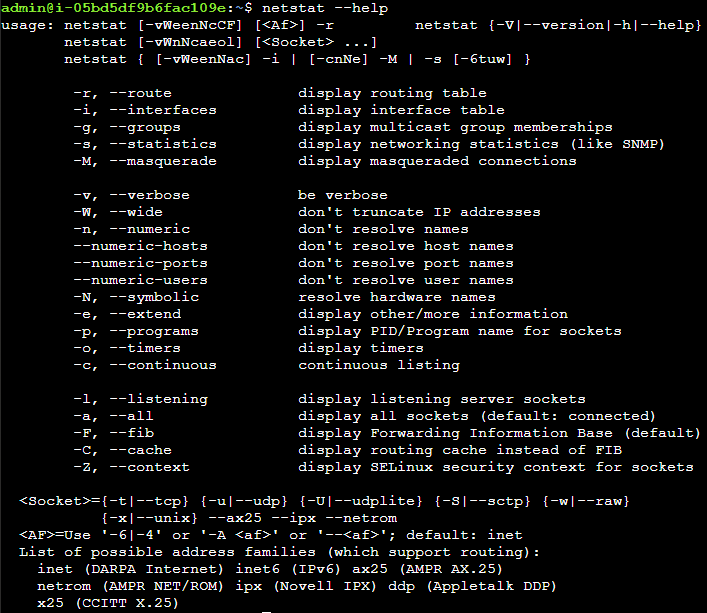 admin@i-05bd5df9b6fac109e:~$ netstat --help
usage: netstat [-vWeenNcCF] [<Af>] -r         netstat {-V|--version|-h|--help}
       netstat [-vWnNcaeol] [<Socket> ...]
       netstat { [-vWeenNac] -i | [-cnNe] -M | -s [-6tuw] }

        -r, --route              display routing table
        -i, --interfaces         display interface table
        -g, --groups             display multicast group memberships
        -s, --statistics         display networking statistics (like SNMP)
        -M, --masquerade         display masqueraded connections

        -v, --verbose            be verbose
        -W, --wide               don't truncate IP addresses
        -n, --numeric            don't resolve names
        --numeric-hosts          don't resolve host names
        --numeric-ports          don't resolve port names
        --numeric-users          don't resolve user names
        -N, --symbolic           resolve hardware names
        -e, --extend             display other/more information
        -p, --programs           display PID/Program name for sockets
        -o, --timers             display timers
        -c, --continuous         continuous listing

        -l, --listening          display listening server sockets
        -a, --all                display all sockets (default: connected)
        -F, --fib                display Forwarding Information Base (default)
        -C, --cache              display routing cache instead of FIB
        -Z, --context            display SELinux security context for sockets

  <Socket>={-t|--tcp} {-u|--udp} {-U|--udplite} {-S|--sctp} {-w|--raw}
           {-x|--unix} --ax25 --ipx --netrom
  <AF>=Use '-6|-4' or '-A <af>' or '--<af>'; default: inet
  List of possible address families (which support routing):
    inet (DARPA Internet) inet6 (IPv6) ax25 (AMPR AX.25)
    netrom (AMPR NET/ROM) ipx (Novell IPX) ddp (Appletalk DDP)
    x25 (CCITT X.25)